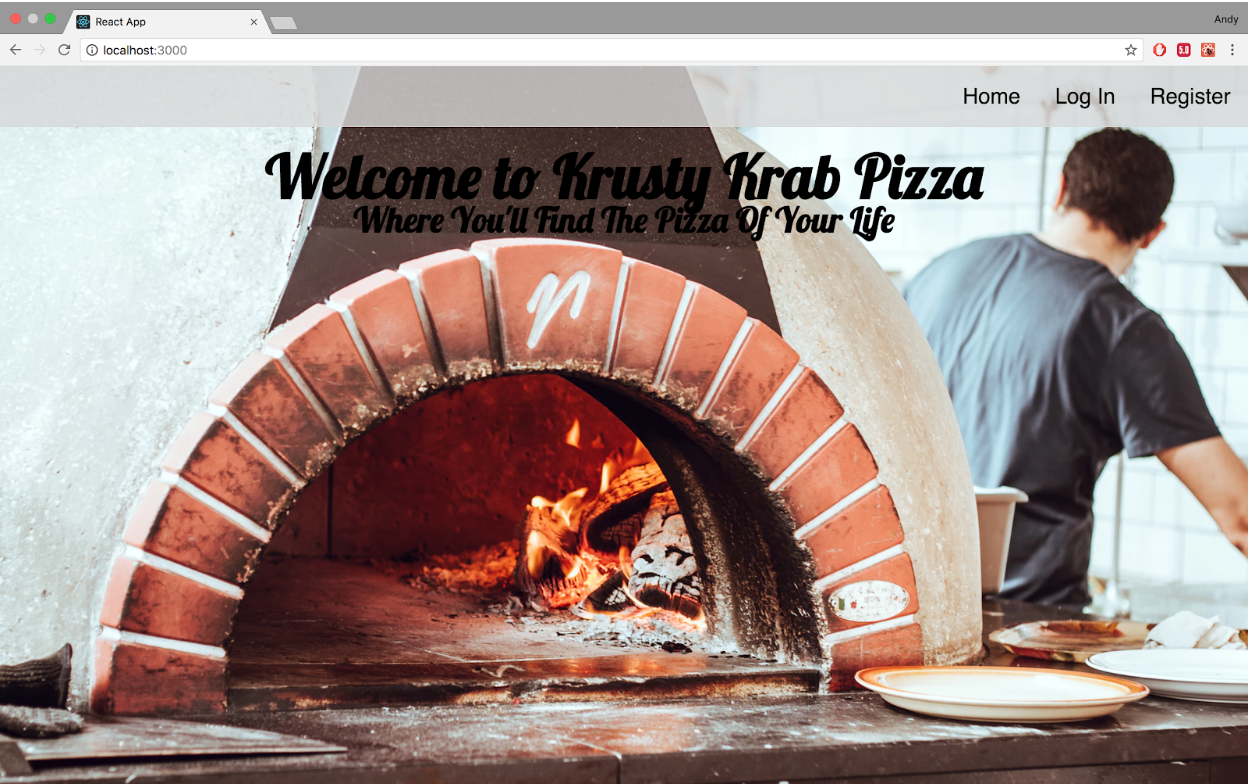 React App
Andy
localhost:3000
Home Log In Register
Welcome to Krusty Krab Pizza
Where You'll Find The Pizza Of Your Life
n
5.0